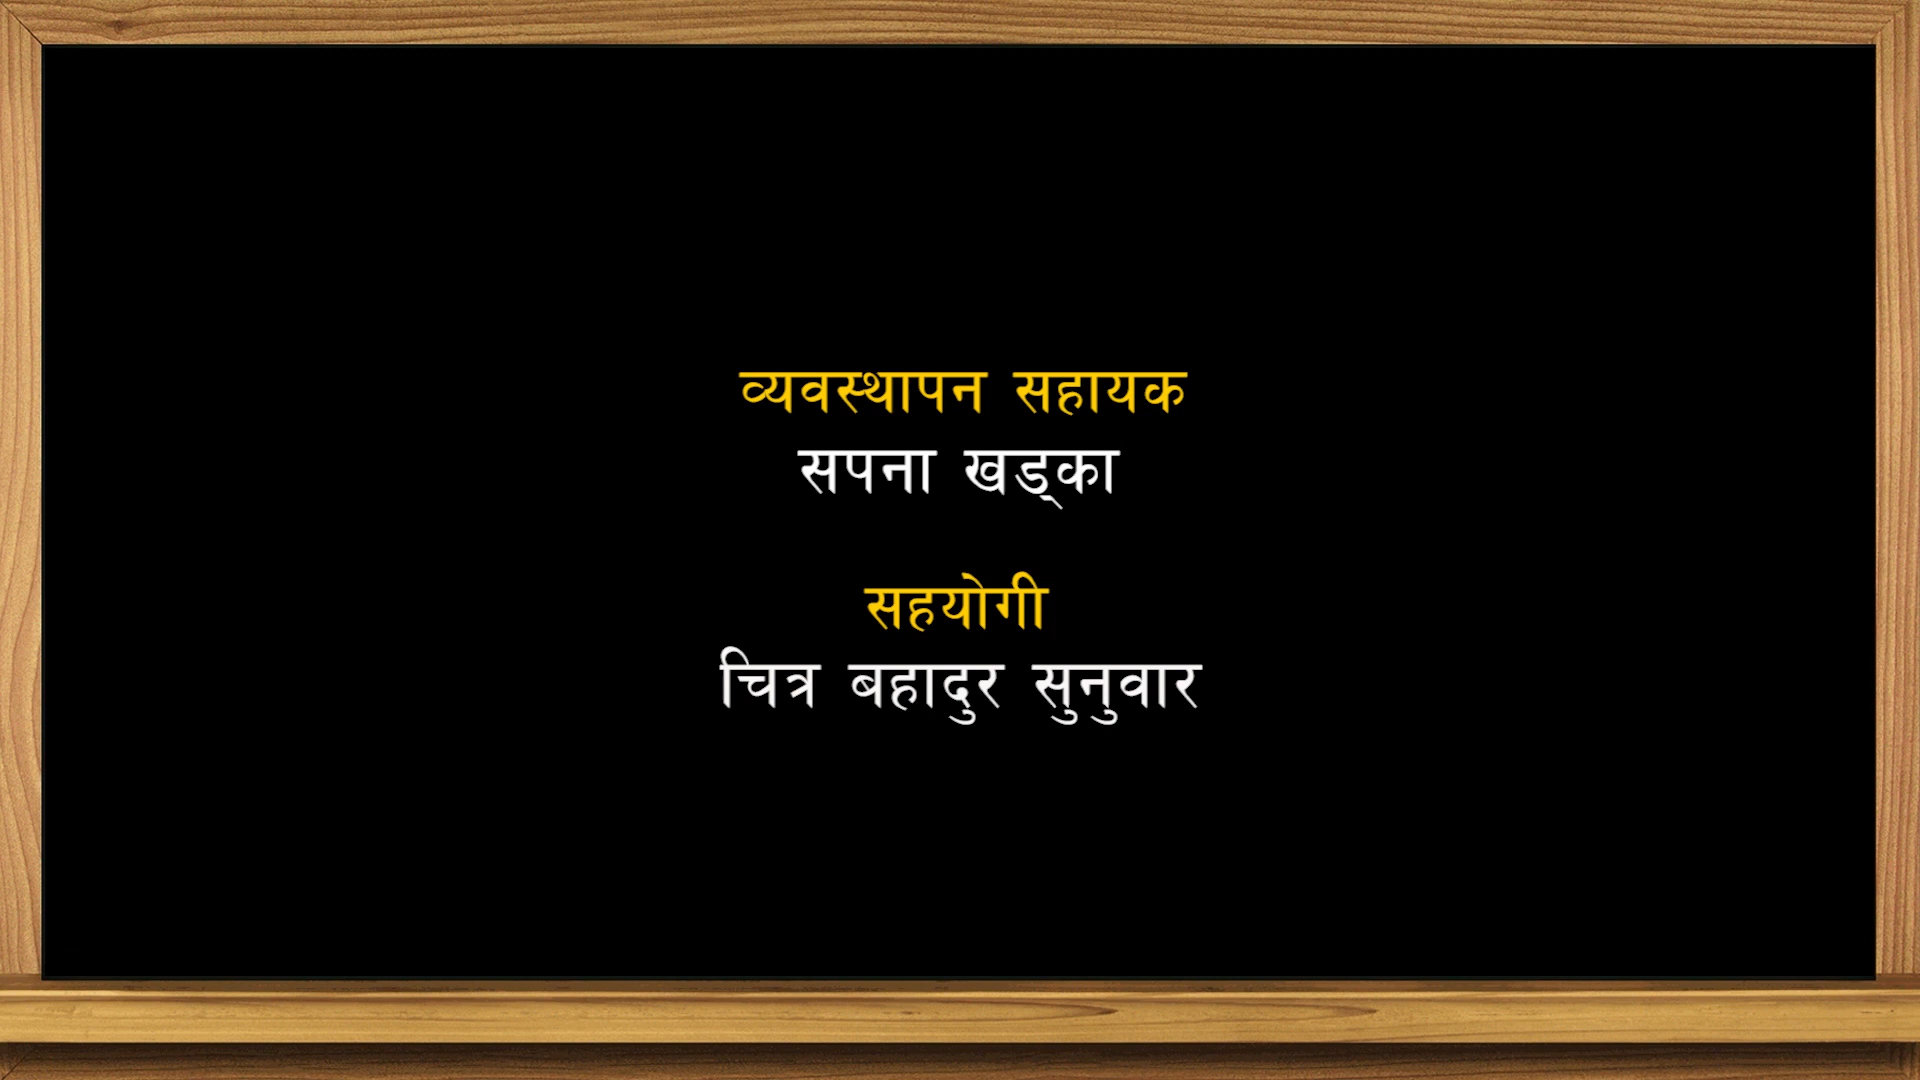 व्यवस्थापन सहायक
सपना खड्का
सहयोगी
चित्र बहादुर सुनुवार